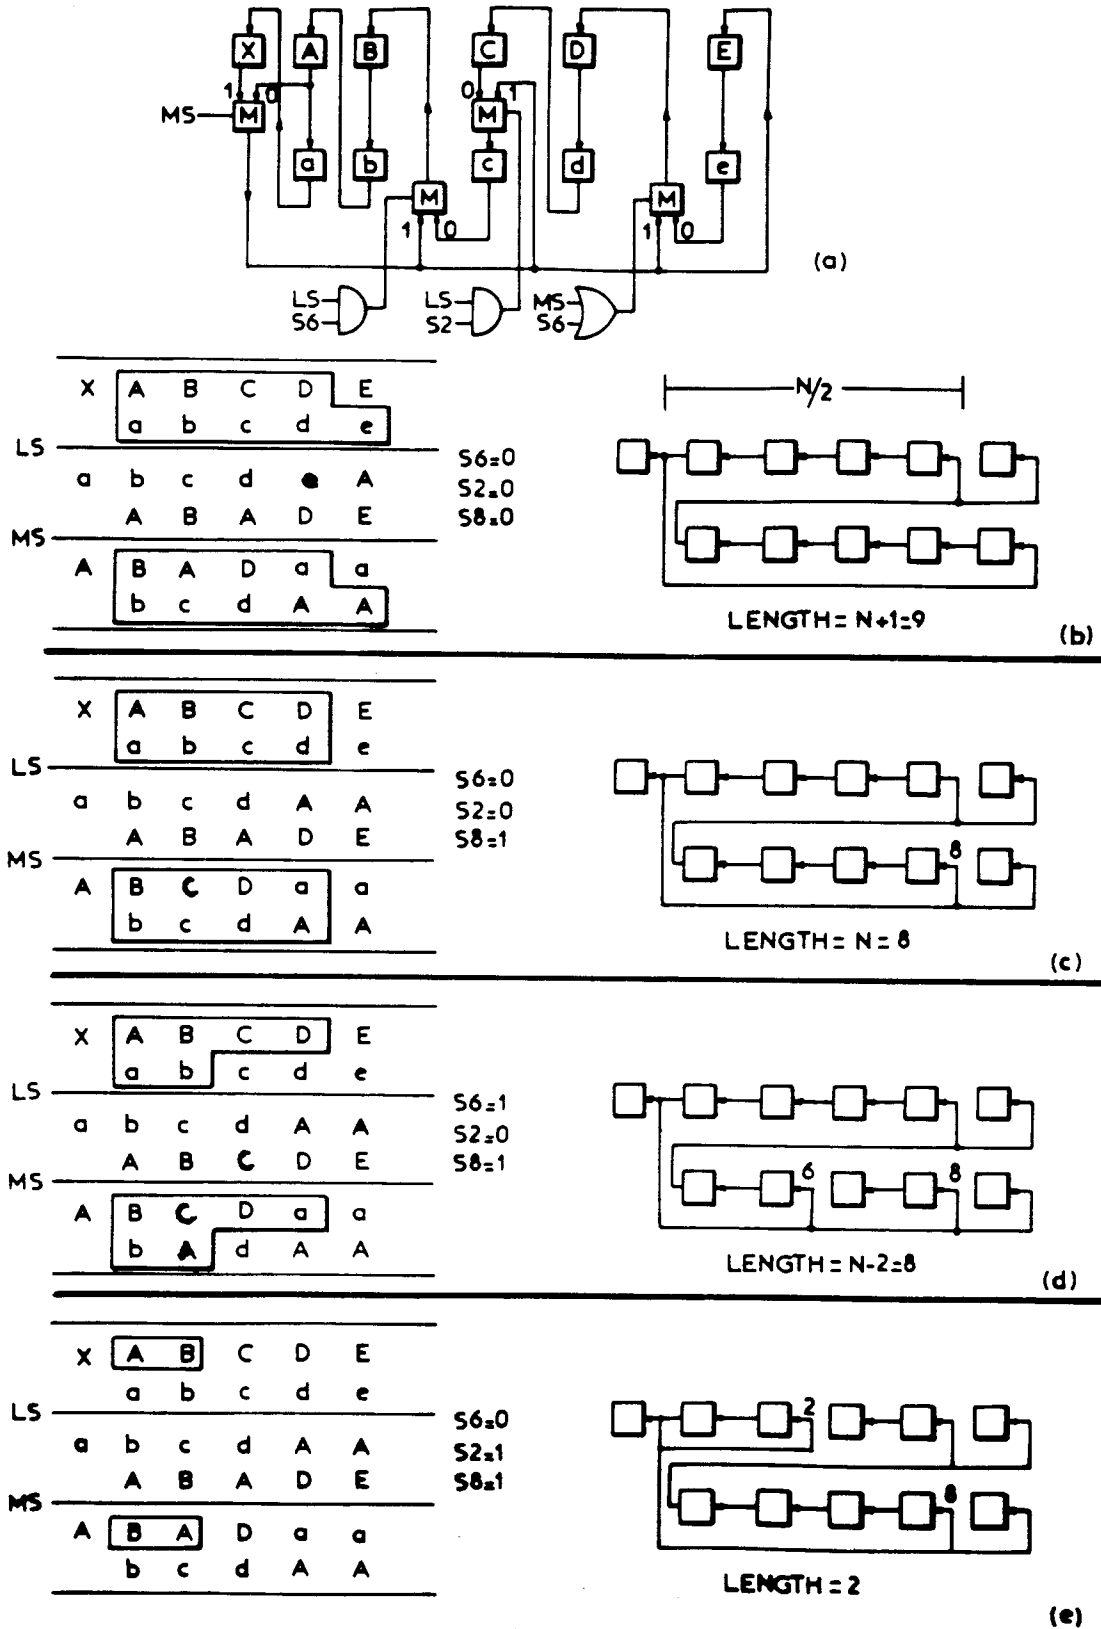 X A B C D E
1 0 0 1
MS M M
a b c d e
M M
1 0 1 0
(a)
LS LS MS
S6 S2 S6
X A B C D E
a b c d e
LS
S6=0
a b c d e A
S2=0
A B A D E
S8=0
MS
A B A D a a
b c d A A
N/2
LENGTH = N+1=9
(b)
X A B C D E
a b c d e
LS
S6=0
a b c d A A
S2=0
A B A D E
S8=1
MS
A B C D a a
b c d A A
8
LENGTH = N = 8
(c)
X A B C D E
a b c d e
LS
S6=1
a b c d A A
S2=0
A B C D E
S8=1
MS
A B C D a a
b A d A A
6 8
LENGTH = N-2=8
(d)
X A B C D E
a b c d e
LS
S6=0
a b c d A A
S2=1
A B A D E
S8=1
MS
A B A D a a
b c d A A
2
8
LENGTH = 2
(e)